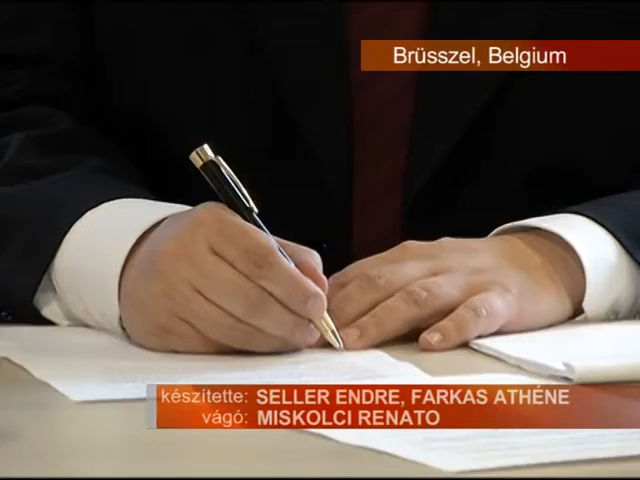 Brüsszel, Belgium
készítette: SELLER ENDRE, FARKAS ATHÉNE
vágó: MISKOLCI RENATO